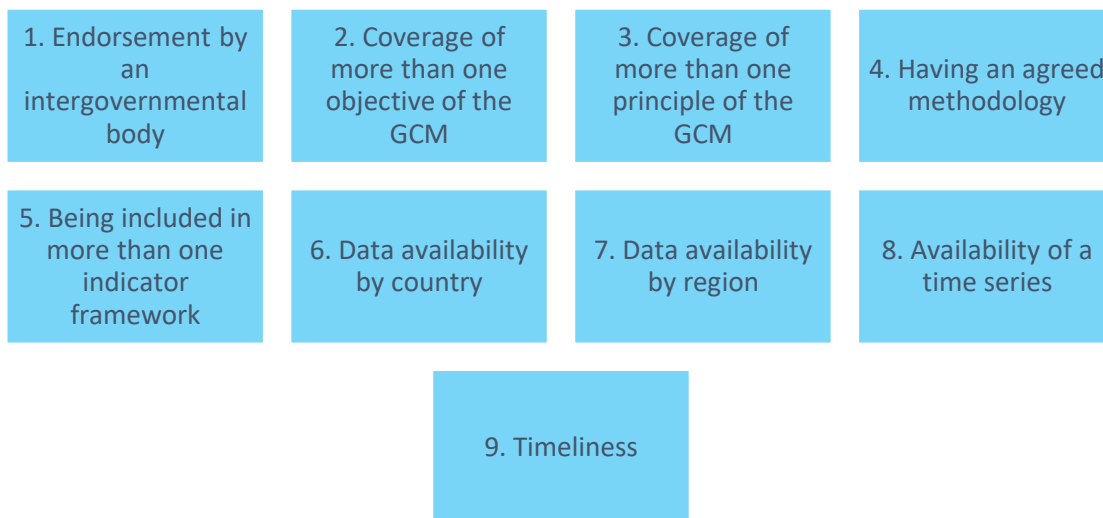 1. Endorsement by
an
intergovernmental
body
2. Coverage of
more than one
objective of the
GCM
3. Coverage of
more than one
principle of the
GCM
4. Having an agreed
methodology
5. Being included in
more than one
indicator
framework
6. Data availability
by country
7. Data availability
by region
8. Availability of a
time series
9. Timeliness